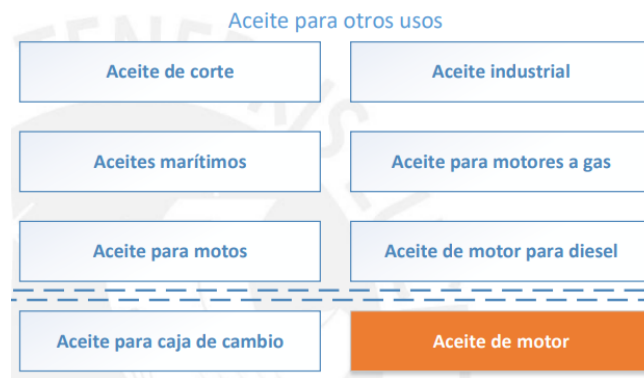 Aceite para otros usos
Aceite de corte
Aceite industrial
Aceites marítimos
Aceite para motores a gas
Aceite para motos
Aceite de motor para diesel
Aceite para caja de cambio
Aceite de motor